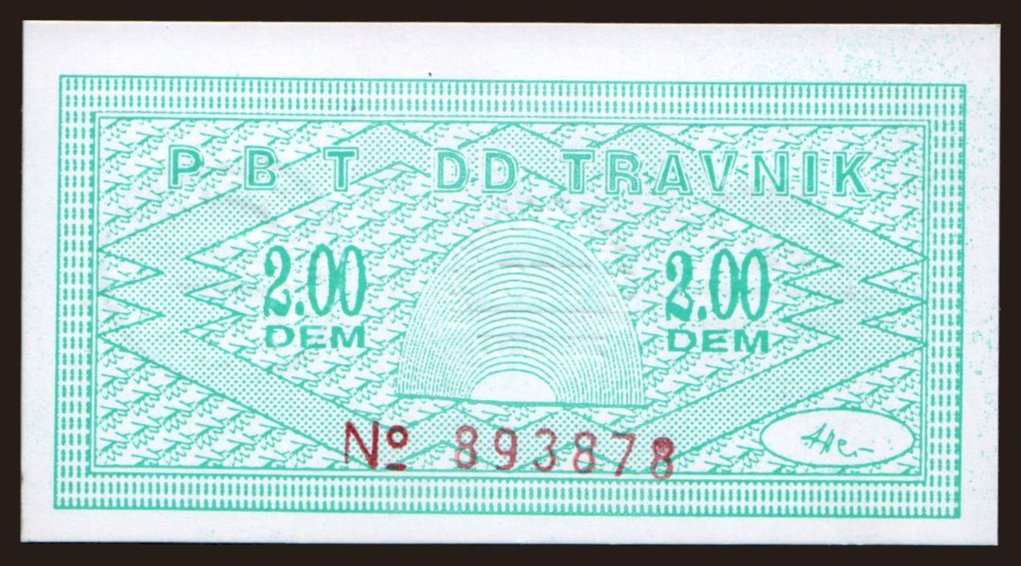 P B T DD TRAVNIK
2.00 2.00
DEM DEM
Nº 893878